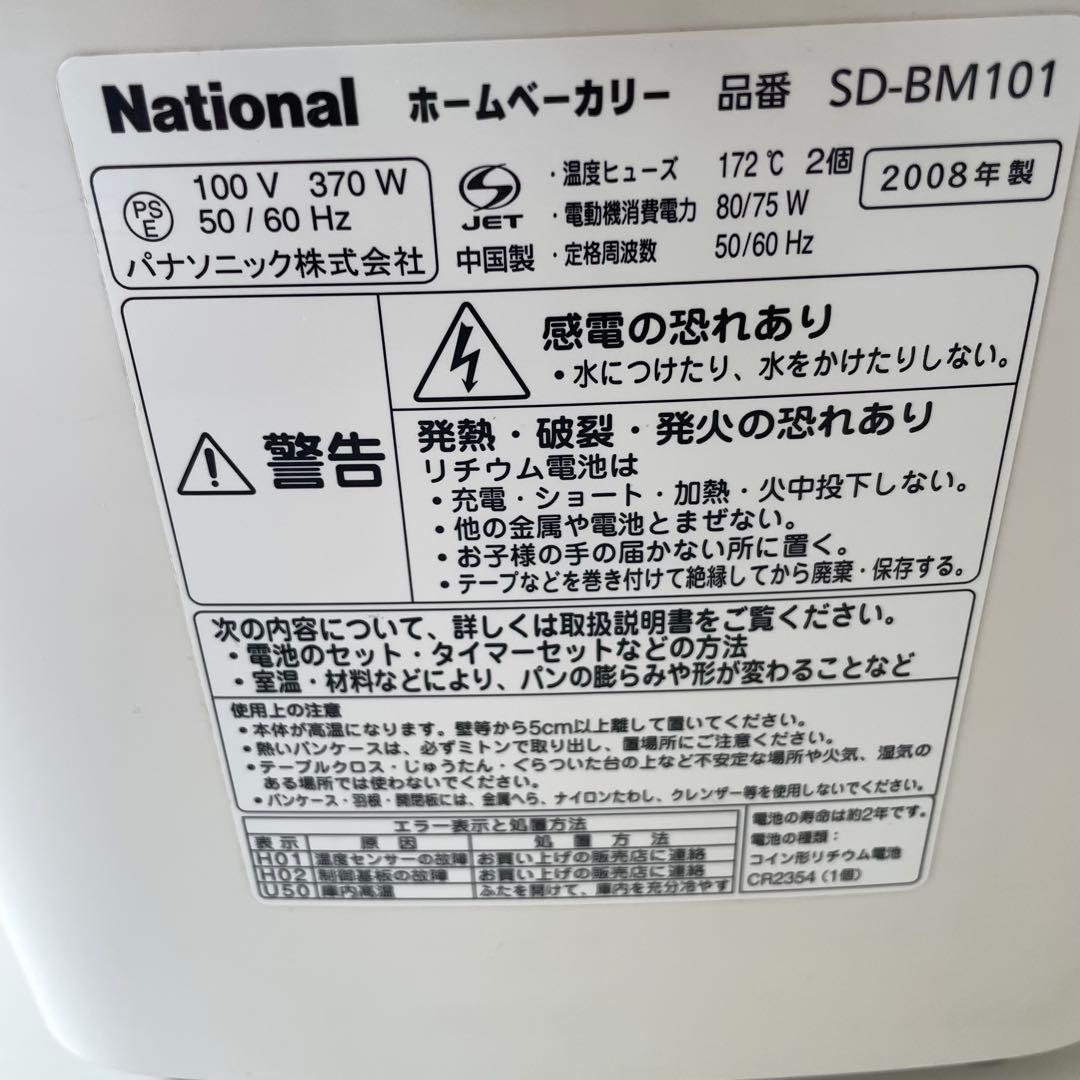 National ホームベーカリー 品番 SD-BM101
100 V 370 W
50 / 60 Hz
PS
E
パナソニック株式会社
JET
中国製
・温度ヒューズ 172℃ 2個
・電動機消費電力 80/75 W
・定格周波数 50/60 Hz
2008年製
警告
感電の恐れあり
・水につけたり、水をかけたりしない。
発熱・破裂・発火の恐れあり
リチウム電池は
・充電・ショート・加熱・火中投下しない。
・他の金属や電池とまぜない。
・お子様の手の届かない所に置く。
・テープなどを巻き付けて絶縁してから廃棄・保存する。
次の内容について、詳しくは取扱説明書をご覧ください。
・電池のセット・タイマーセットなどの方法
・室温・材料などにより、パンの膨らみや形が変わることなど
使用上の注意
・本体が高温になります。壁等から5cm以上離して置いてください。
・熱いパンケースは、必ずミトンで取り出し、置場所にご注意ください。
・テーブルクロス・じゅうたん・ぐらついた台の上など不安定な場所や火気、湿気の
ある場所では使わないでください。
・パンケース・羽根・開閉板には、金属へら、ナイロンたわし、クレンザー等を使用しないでください。
エラー表示と処置方法
表示 原因 処置方法
H01 温度センサーの故障 お買い上げの販売店に連絡
H02 制御基板の故障 お買い上げの販売店に連絡
U50 庫内高温 ふたを開けて、庫内を充分冷やす
電池の寿命は約2年です。
電池の種類：
コイン形リチウム電池
CR2354（1個）